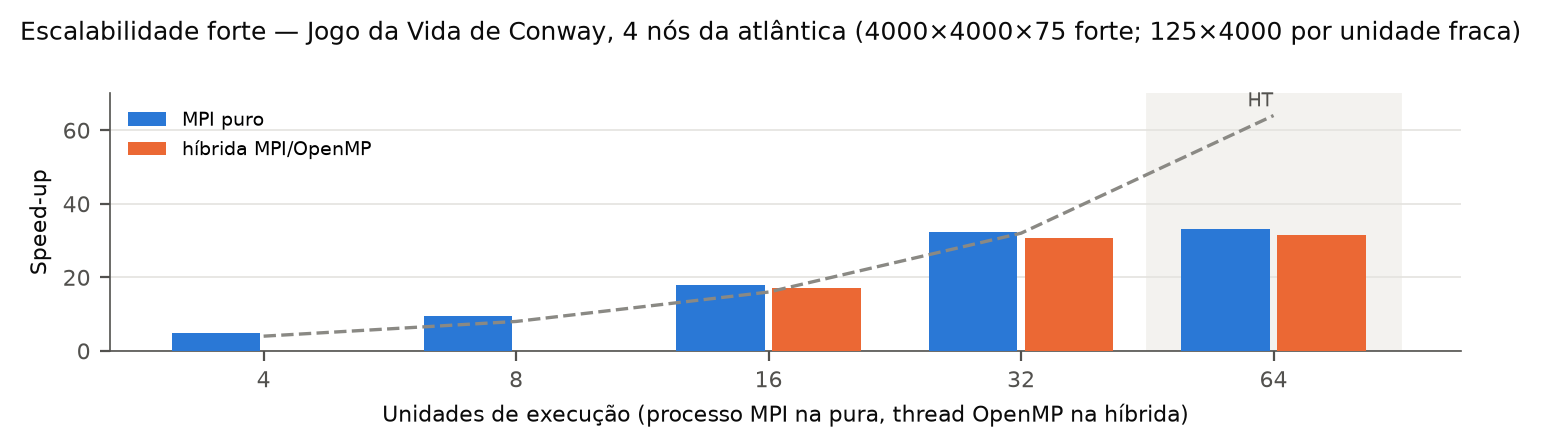 Escalabilidade forte — Jogo da Vida de Conway, 4 nós da atlântica (4000×4000×75 forte; 125×4000 por unidade fraca)
HT
MPI puro
híbrida MPI/OpenMP
Speed-up
60
40
20
0
4 8 16 32 64
Unidades de execução (processo MPI na pura, thread OpenMP na híbrida)